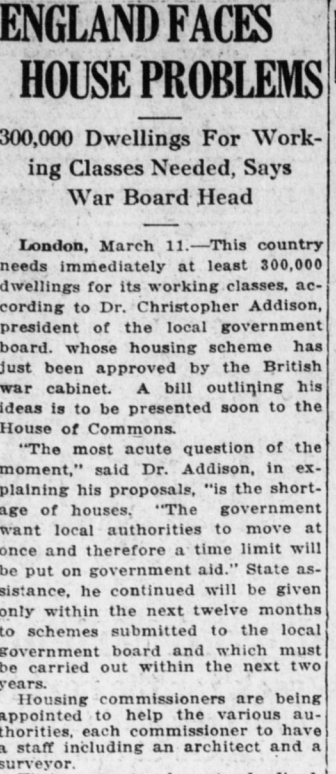 ENGLAND FACES
HOUSE PROBLEMS
300,000 Dwellings For Work-
ing Classes Needed, Says
War Board Head
London, March 11.—This country
needs immediately at least 300,000
dwellings for its working classes, ac-
cording to Dr. Christopher Addison,
president of the local government
board. whose housing scheme has
just been approved by the British
war cabinet. A bill outlining his
ideas is to be presented soon to the
House of Commons.
"The most acute question of the
moment," said Dr. Addison, in ex-
plaining his proposals, "is the short-
age of houses. "The government
want local authorities to move at
once and therefore a time limit will
be put on government aid." State as-
sistance, he continued will be given
only within the next twelve months
to schemes submitted to the local
government board and which must
be carried out within the next two
years.
Housing commissioners are being
appointed to help the various au-
thorities, each commissioner to have
a staff including an architect and a
surveyor.